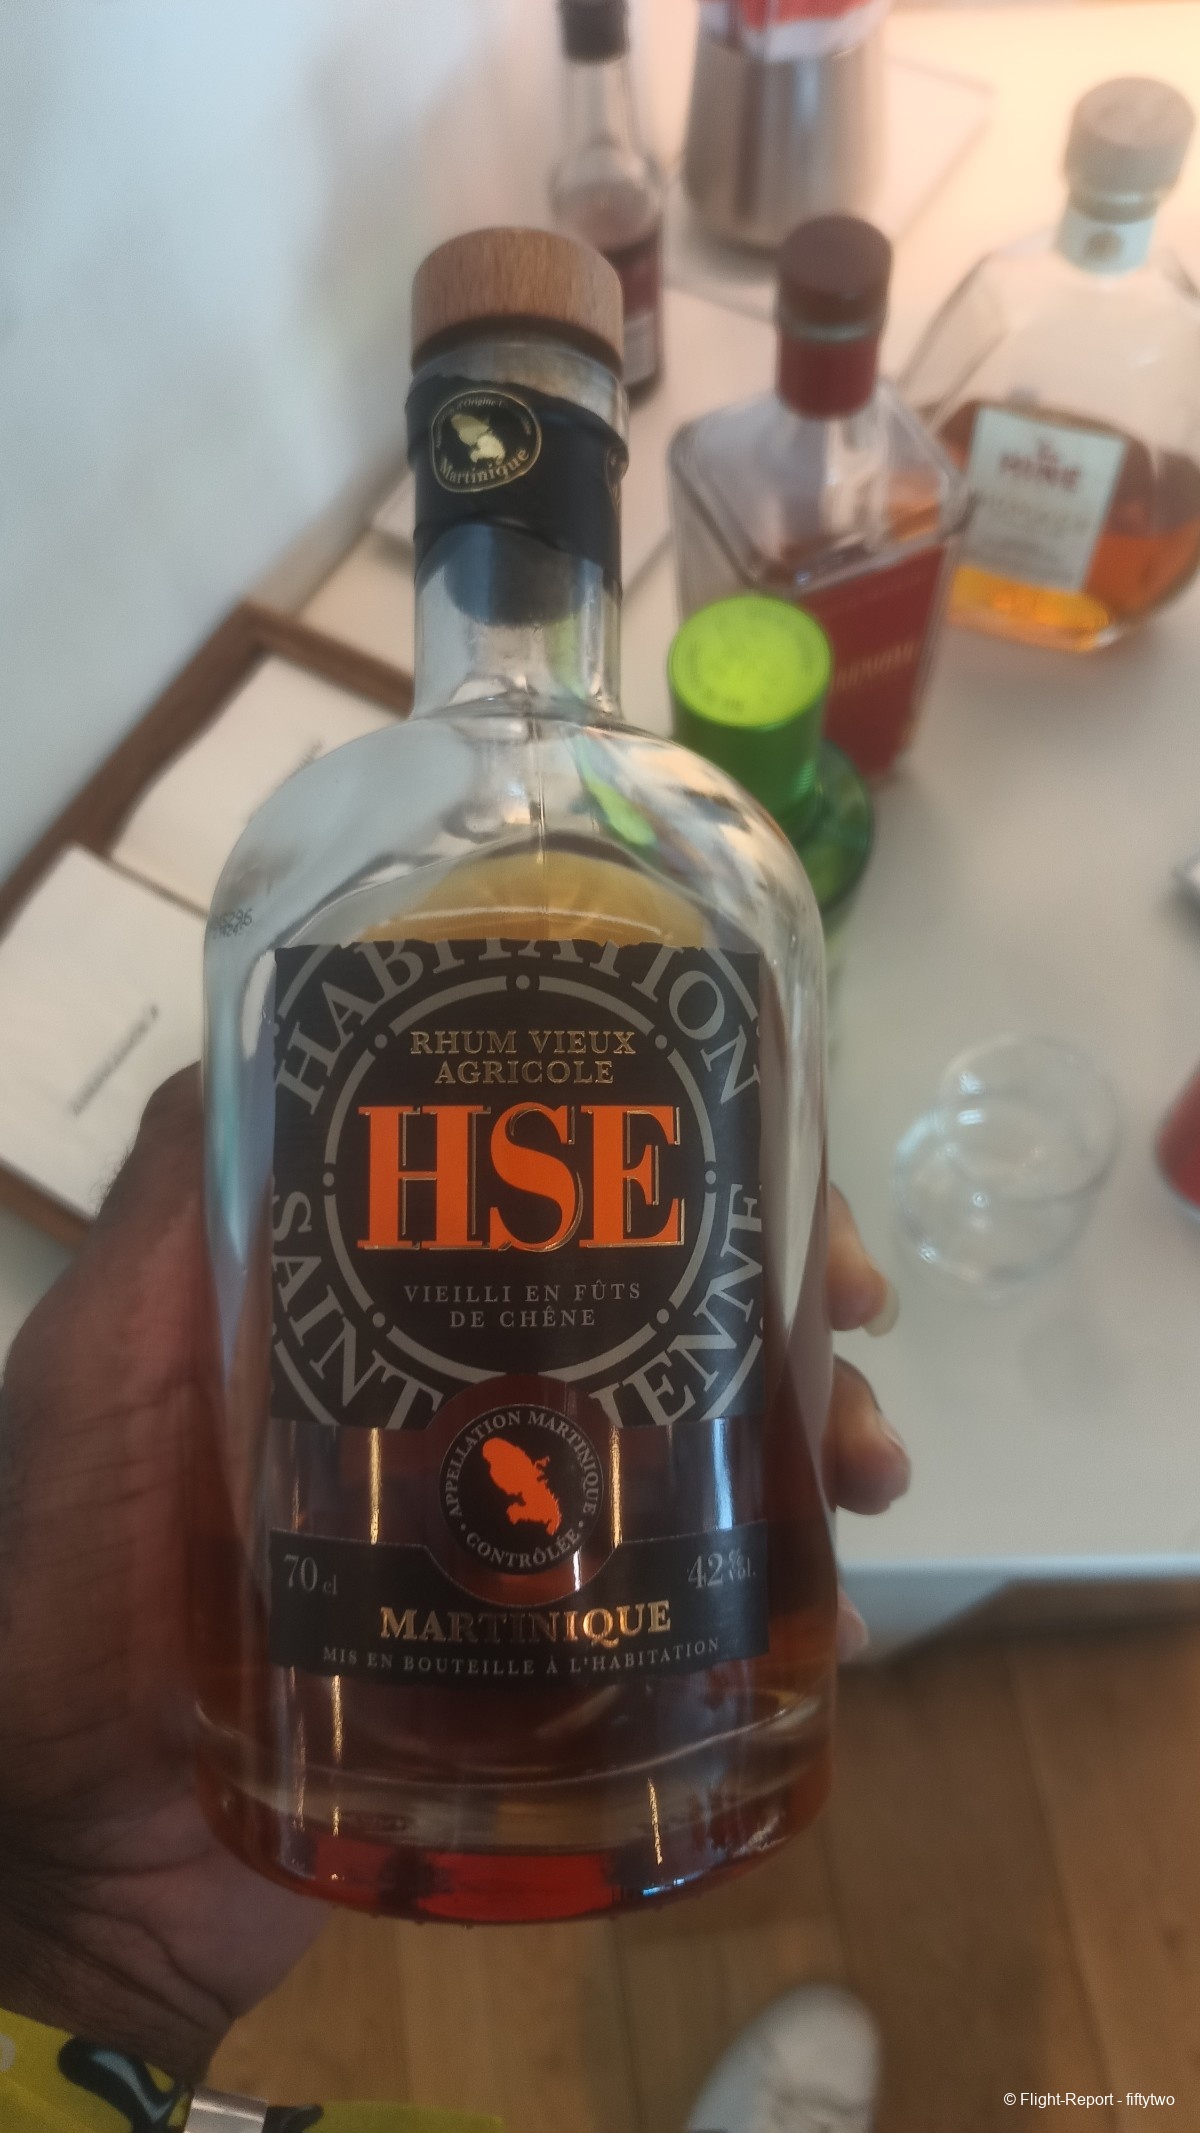 Martinique
HABITATION
RHUM VIEUX
AGRICOLE
HSE
VIEILLI EN FÛTS
DE CHÊNE
SAINT
IENNE
APPELLATION MARTINIQUE
• CONTRÔLÉE •
70 cl
42% vol.
MARTINIQUE
MIS EN BOUTEILLE À L'HABITATION
HINE
© Flight-Report - fiftytwo